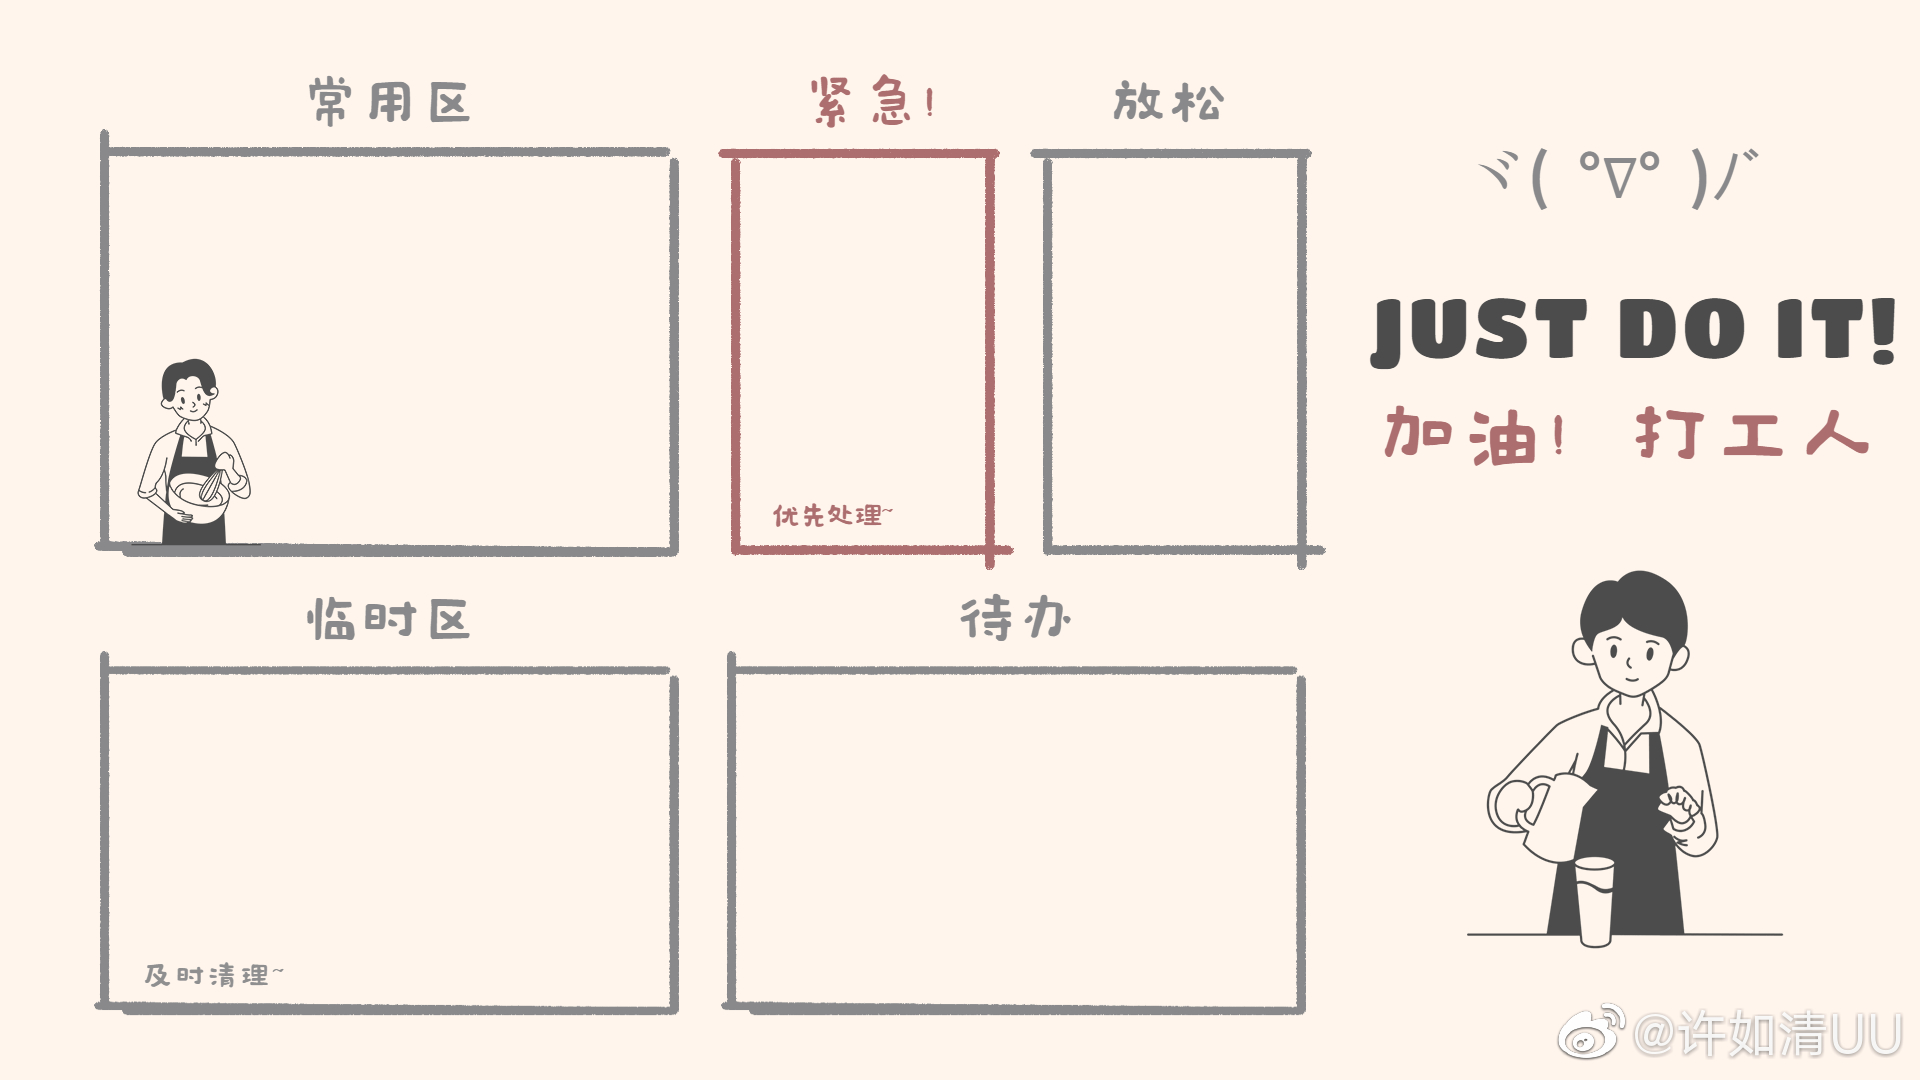 常用区
紧急!
放松
ヾ( °∇° )ﾉﾞ
JUST DO IT!
加油! 打工人
优先处理~
临时区
待办
及时清理~
@许如清UU